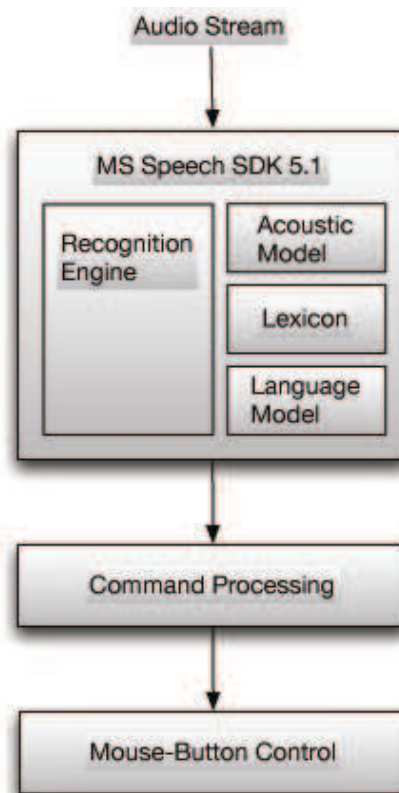 Audio Stream
MS Speech SDK 5.1
Recognition
Engine
Acoustic
Model
Lexicon
Language
Model
Command Processing
Mouse-Button Control